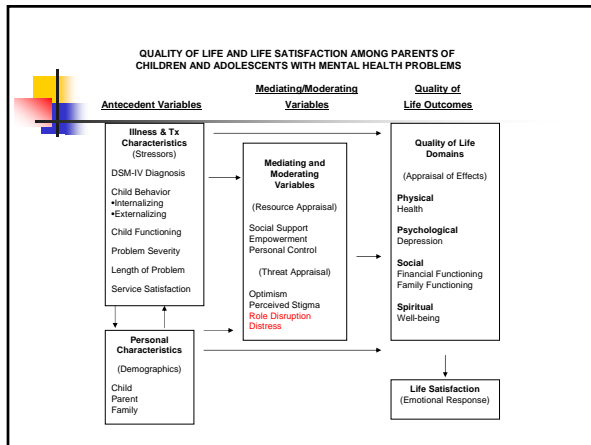 QUALITY OF LIFE AND LIFE SATISFACTION AMONG PARENTS OF
CHILDREN AND ADOLESCENTS WITH MENTAL HEALTH PROBLEMS
Antecedent Variables
Mediating/Moderating
Variables
Quality of
Life Outcomes
Illness & Tx
Characteristics
(Stressors)
DSM-IV Diagnosis
Child Behavior
•Internalizing
•Externalizing
Child Functioning
Problem Severity
Length of Problem
Service Satisfaction
Personal
Characteristics
(Demographics)
Child
Parent
Family
Mediating and
Moderating
Variables
(Resource Appraisal)
Social Support
Empowerment
Personal Control
(Threat Appraisal)
Optimism
Perceived Stigma
Role Disruption
Distress
Quality of Life
Domains
(Appraisal of Effects)
Physical
Health
Psychological
Depression
Social
Financial Functioning
Family Functioning
Spiritual
Well-being
Life Satisfaction
(Emotional Response)